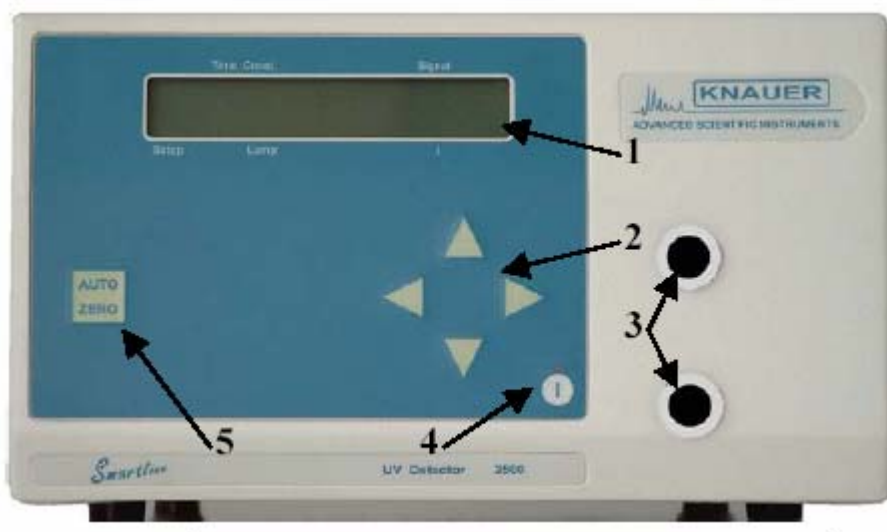 Time Const. Signal
1
KNAUER
ADVANCED SCIENTIFIC INSTRUMENTS
Setup Lamp
2
AUTO
ZERO
3
I
5
4
Smartline
UV Detector 2500